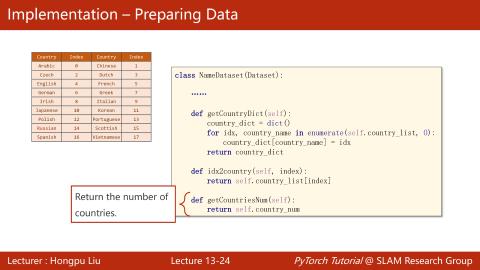 Implementation – Preparing Data
Country Index Country Index
Arabic 0 Chinese 1
Czech 2 Dutch 3
English 4 French 5
German 6 Greek 7
Irish 8 Italian 9
Japanese 10 Korean 11
Polish 12 Portuguese 13
Russian 14 Scottish 15
Spanish 16 Vietnamese 17
class NameDataset(Dataset):
......
def getCountryDict(self):
country_dict = dict()
for idx, country_name in enumerate(self.country_list, 0):
country_dict[country_name] = idx
return country_dict
def idx2country(self, index):
return self.country_list[index]
def getCountriesNum(self):
return self.country_num
Return the number of
countries.
Lecturer : Hongpu Liu Lecture 13-24 PyTorch Tutorial @ SLAM Research Group